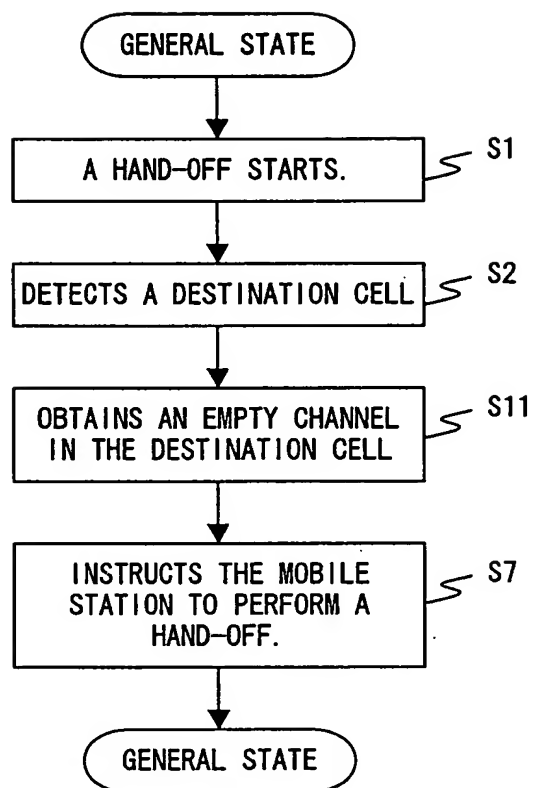 GENERAL STATE
A HAND-OFF STARTS.
S1
DETECTS A DESTINATION CELL
S2
OBTAINS AN EMPTY CHANNEL
IN THE DESTINATION CELL
S11
INSTRUCTS THE MOBILE
STATION TO PERFORM A
HAND-OFF.
S7
GENERAL STATE